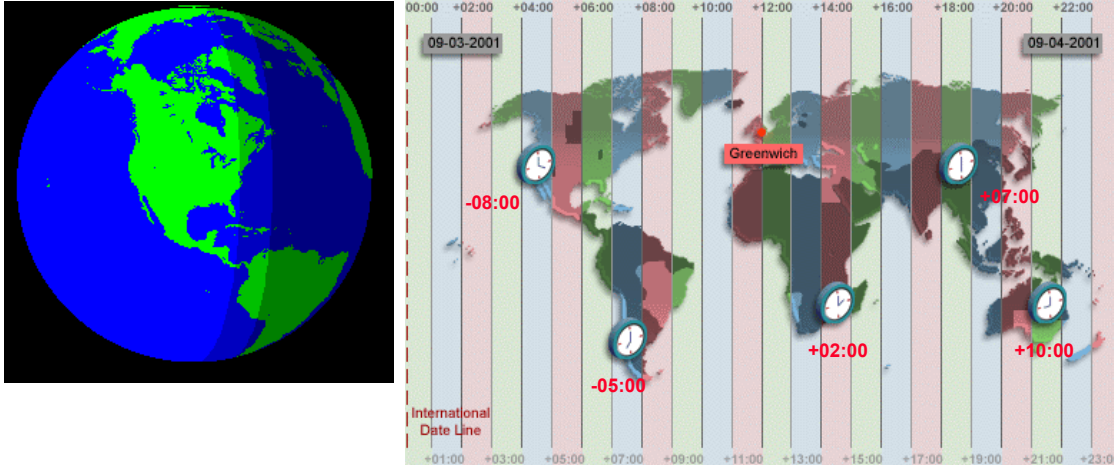 00:00 +02:00 +04:00 +06:00 +08:00 +10:00 +12:00 +14:00 +16:00 +18:00 +20:00 +22:00
09-03-2001 09-04-2001
Greenwich
-08:00 +07:00
+02:00 +10:00
-05:00
International
Date Line
+01:00 +03:00 +05:00 +07:00 +09:00 +11:00 +13:00 +15:00 +17:00 +19:00 +21:00 +23:0